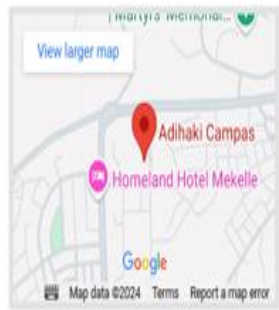 Martyrs Memorial...
View larger map
Adihaki Campas
Homeland Hotel Mekelle
Google
Map data ©2024 Terms Report a map error